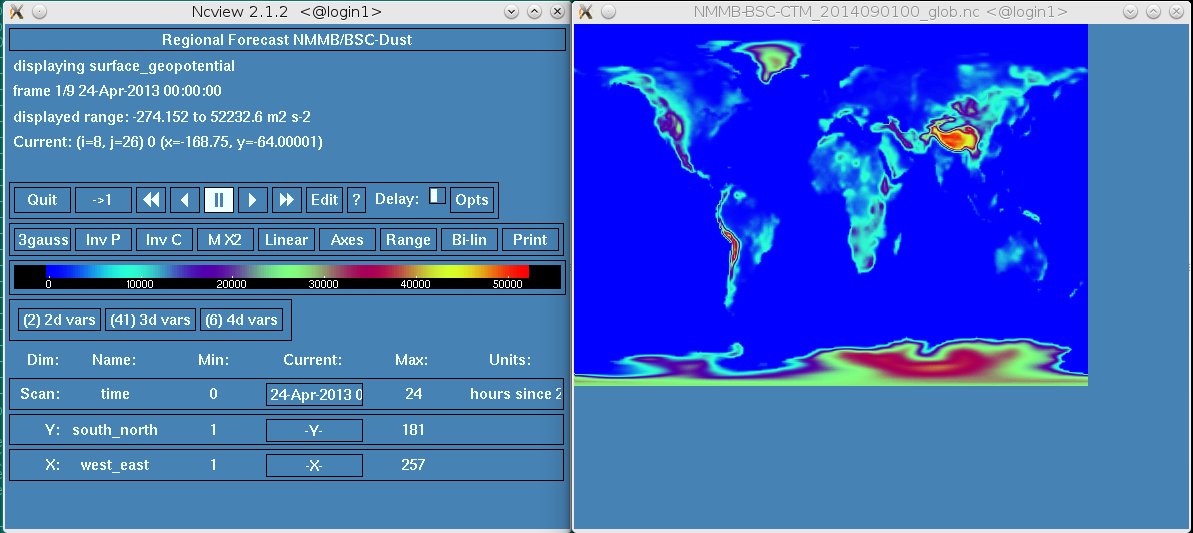 Ncview 2.1.2 <@login1>
Regional Forecast NMMB/BSC-Dust
displaying surface_geopotential
frame 1/9 24-Apr-2013 00:00:00
displayed range: -274.152 to 52232.6 m2 s-2
Current: (i=8, j=26) 0 (x=-168.75, y=-64.00001)
Quit ->1 Edit ? Delay: Opts
3gauss Inv P Inv C M X2 Linear Axes Range Bi-lin Print
0 10000 20000 30000 40000 50000
(2) 2d vars (41) 3d vars (6) 4d vars
Dim: Name: Min: Current: Max: Units:
Scan: time 0 24-Apr-2013 0 24 hours since 2
Y: south_north 1 -Y- 181
X: west_east 1 -X- 257
NMMB-BSC-CTM_2014090100_glob.nc <@login1>